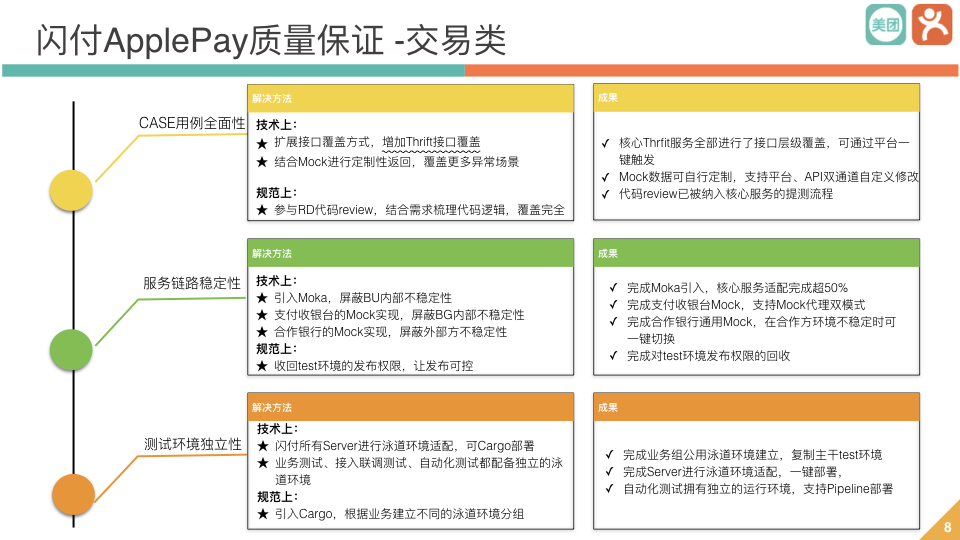 闪付ApplePay质量保证 -交易类
美团
CASE用例全面性
解决方法
技术上：
★ 扩展接口覆盖方式，增加Thrift接口覆盖
★ 结合Mock进行定制性返回，覆盖更多异常场景
规范上：
★ 参与RD代码review，结合需求梳理代码逻辑，覆盖完全
成果
✓ 核心Thrfit服务全部进行了接口层级覆盖，可通过平台一
键触发
✓ Mock数据可自行定制，支持平台、API双通道自定义修改
✓ 代码review已被纳入核心服务的提测流程
服务链路稳定性
解决方法
技术上：
★ 引入Moka，屏蔽BU内部不稳定性
★ 支付收银台的Mock实现，屏蔽BG内部不稳定性
★ 合作银行的Mock实现，屏蔽外部方不稳定性
规范上：
★ 收回test环境的发布权限，让发布可控
成果
✓ 完成Moka引入，核心服务适配完成超50%
✓ 完成支付收银台Mock，支持Mock代理双模式
✓ 完成合作银行通用Mock，在合作方环境不稳定时可
一键切换
✓ 完成对test环境发布权限的回收
测试环境独立性
解决方法
技术上：
★ 闪付所有Server进行泳道环境适配，可Cargo部署
★ 业务测试、接入联调测试、自动化测试都配备独立的泳
道环境
规范上：
★ 引入Cargo，根据业务建立不同的泳道环境分组
成果
✓ 完成业务组公用泳道环境建立，复制主干test环境
✓ 完成Server进行泳道环境适配，一键部署，
✓ 自动化测试拥有独立的运行环境，支持Pipeline部署
8